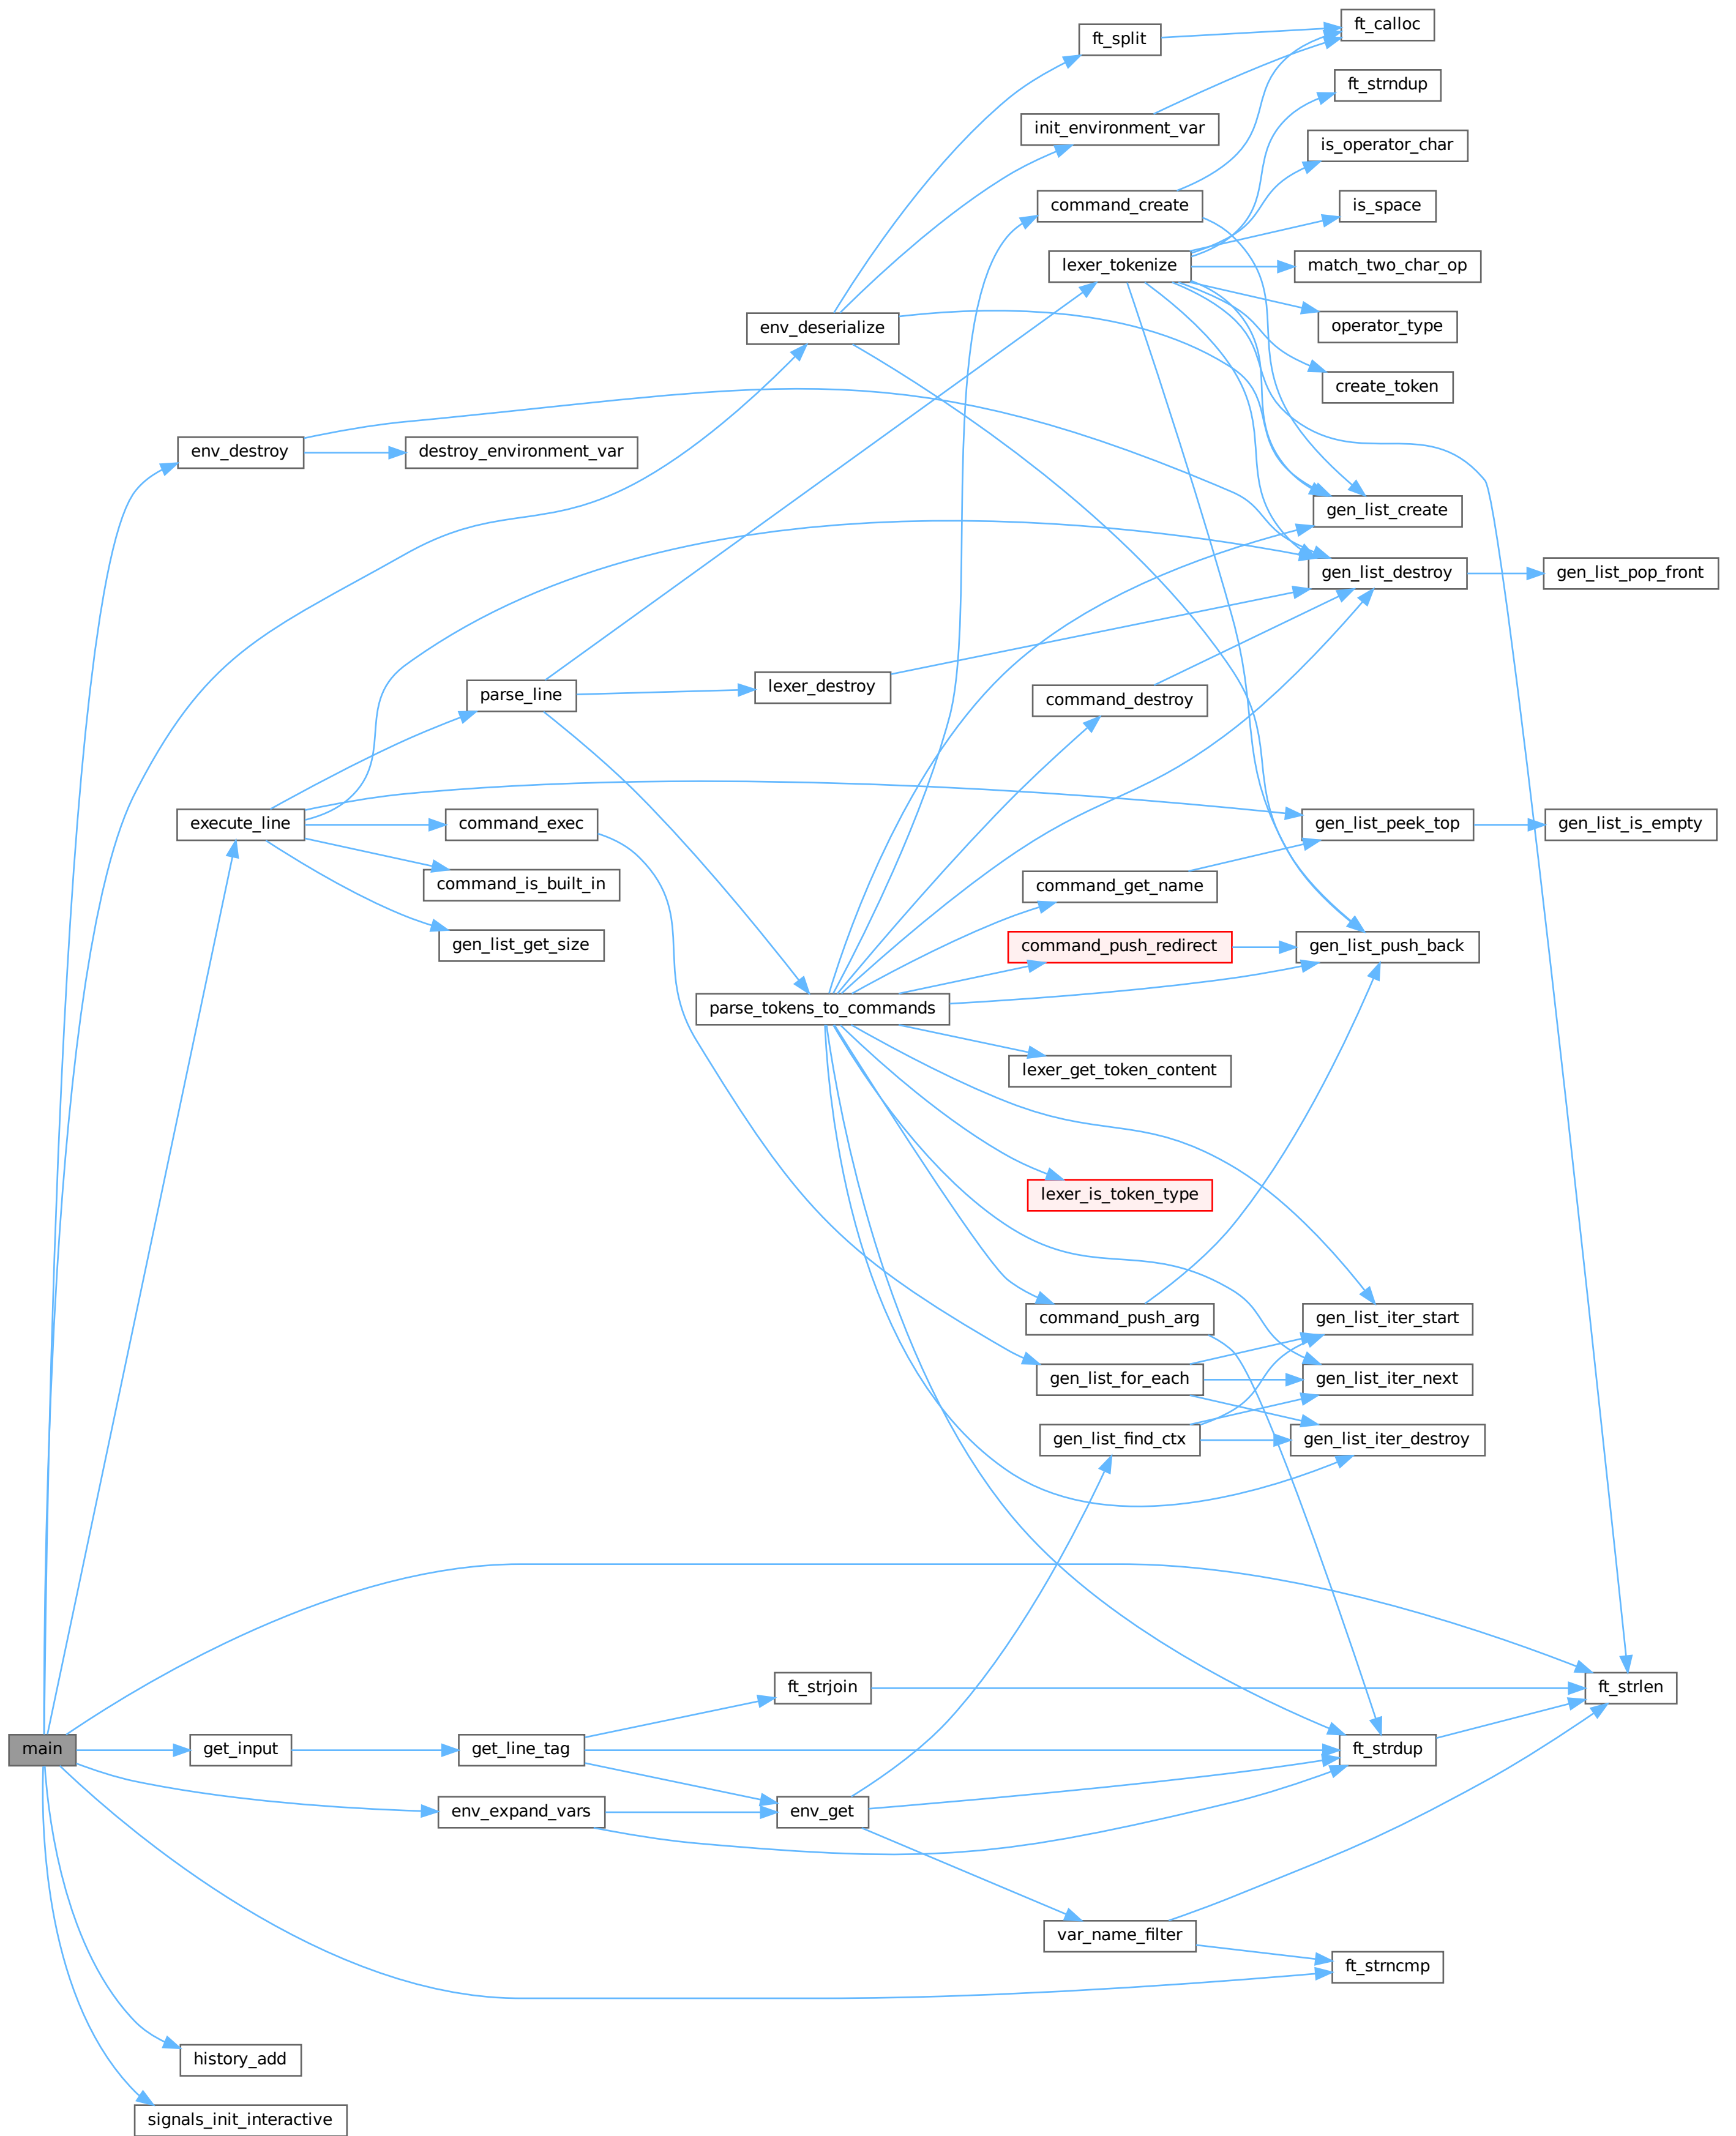 ft_split
ft_calloc
ft_strndup
init_environment_var
is_operator_char
command_create
is_space
lexer_tokenize
match_two_char_op
env_deserialize
operator_type
create_token
env_destroy
destroy_environment_var
gen_list_create
gen_list_destroy
gen_list_pop_front
parse_line
lexer_destroy
command_destroy
execute_line
command_exec
gen_list_peek_top
gen_list_is_empty
command_is_built_in
command_get_name
gen_list_get_size
command_push_redirect
gen_list_push_back
parse_tokens_to_commands
lexer_get_token_content
lexer_is_token_type
command_push_arg
gen_list_iter_start
gen_list_for_each
gen_list_iter_next
gen_list_find_ctx
gen_list_iter_destroy
ft_strjoin
ft_strlen
main
get_input
get_line_tag
ft_strdup
env_expand_vars
env_get
var_name_filter
ft_strncmp
history_add
signals_init_interactive